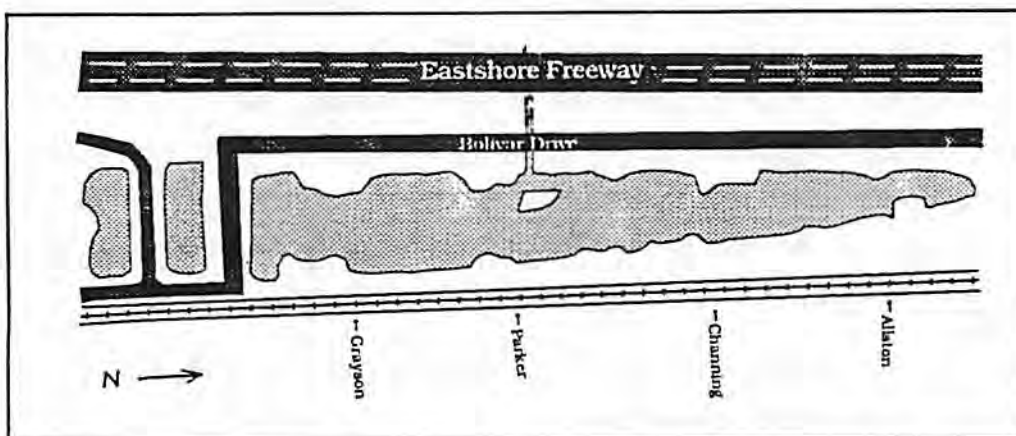 Eastshore Freeway
Bolivar Drive
←Grayson
←Parker
←Channing
←Allston
N →